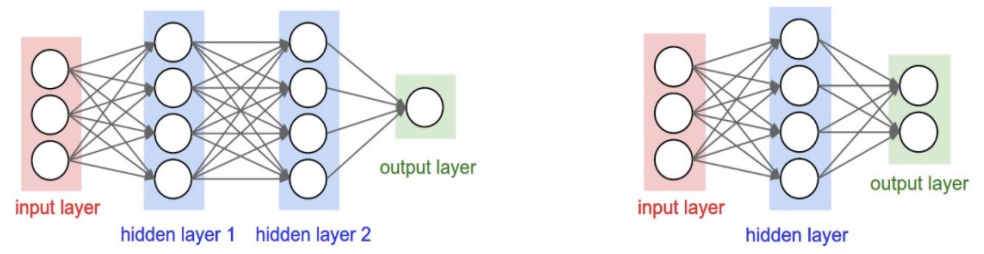 input layer
hidden layer 1
hidden layer 2
output layer
input layer
hidden layer
output layer